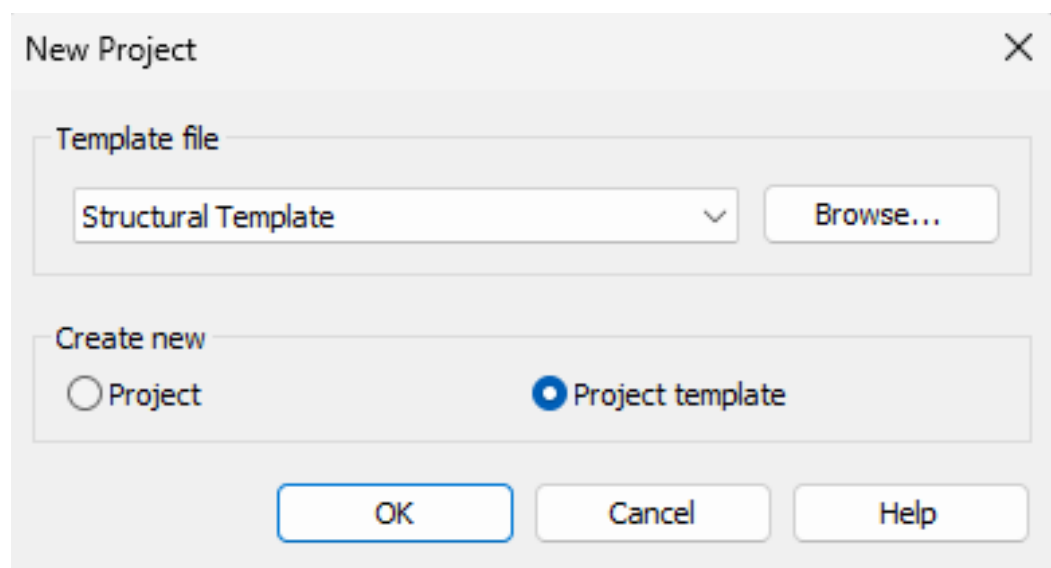 New Project
Template file
Structural Template
Browse...
Create new
Project
Project template
OK
Cancel
Help